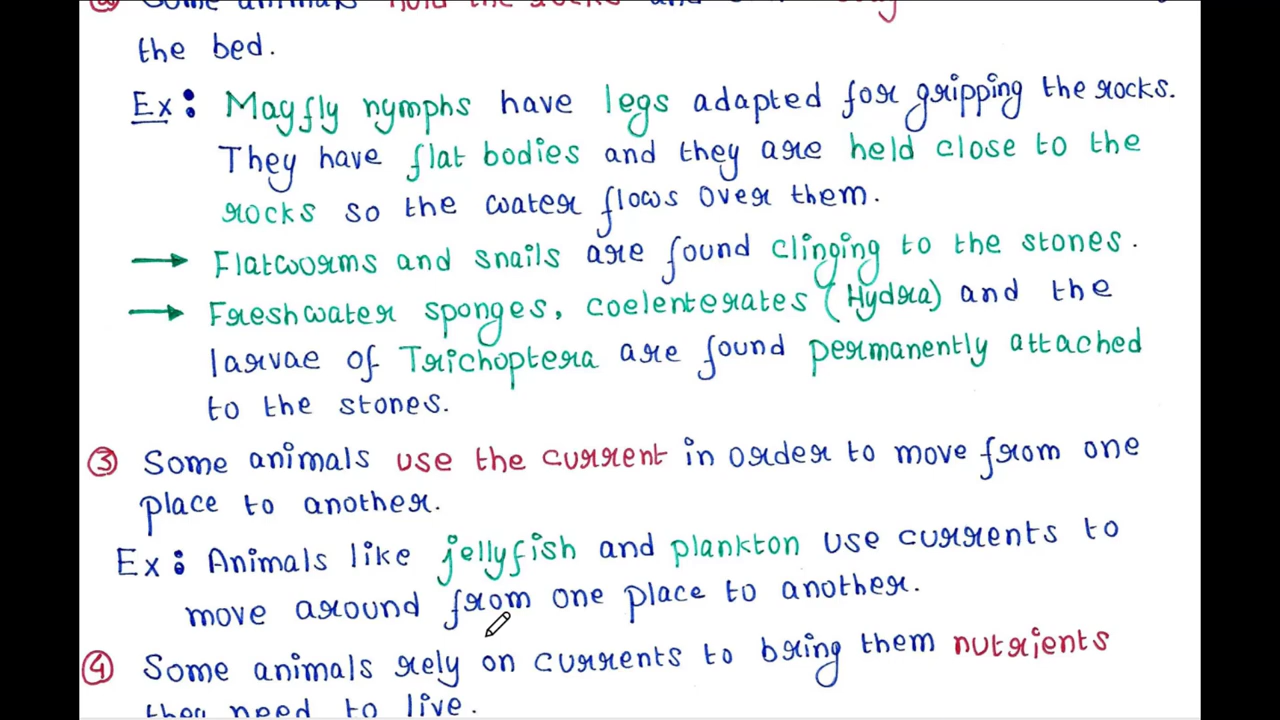 the bed.
Ex: Mayfly nymphs have legs adapted for gripping the rocks.
They have flat bodies and they are held close to the
rocks so the water flows over them.
→ Flatworms and snails are found clinging to the stones.
→ Freshwater sponges, coelenterates (Hydra) and the
larvae of Trichoptera are found permanently attached
to the stones.
③ Some animals use the current in order to move from one
place to another.
Ex: Animals like jellyfish and plankton use currents to
move around from one place to another.
④ Some animals rely on currents to bring them nutrients
they need to live.